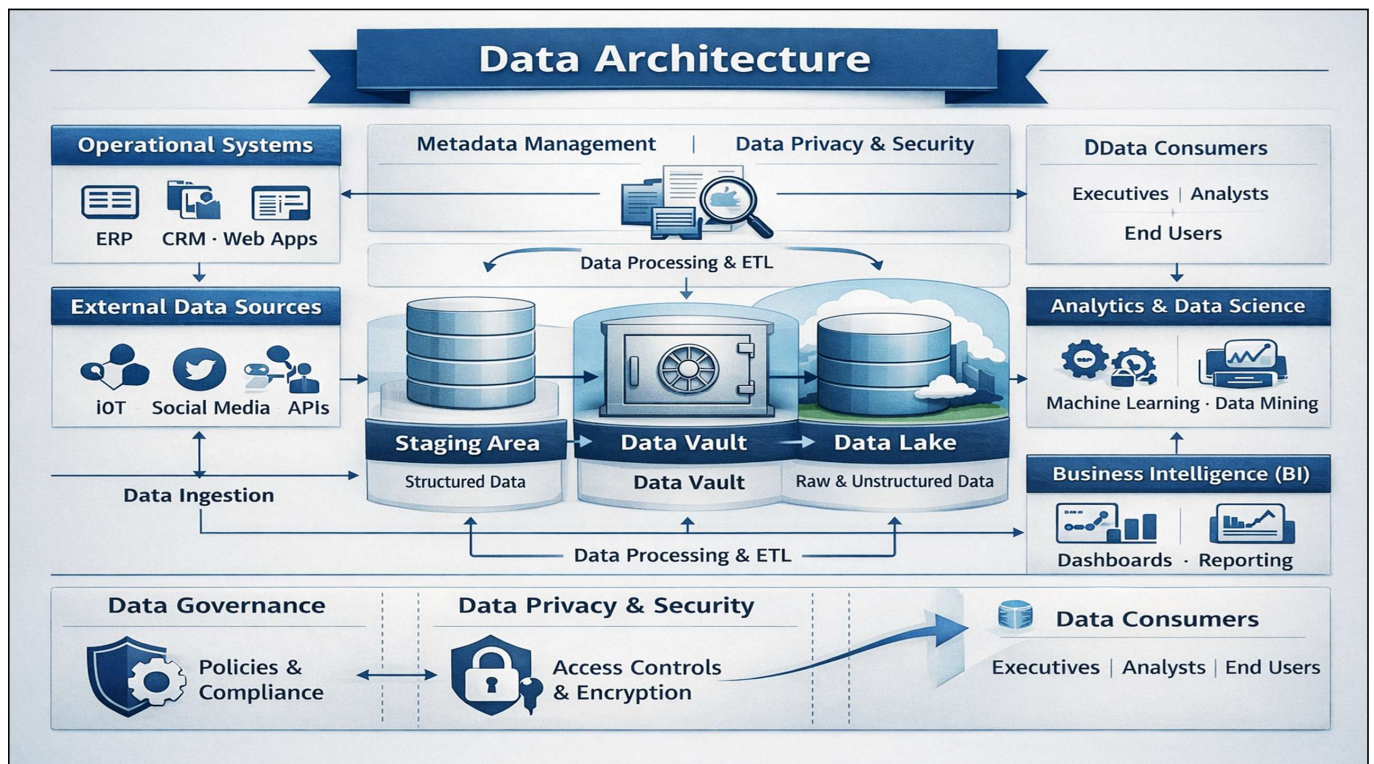 Data Architecture
Operational Systems
ERP CRM · Web Apps
External Data Sources
iOT Social Media APIs
Data Ingestion
Metadata Management | Data Privacy & Security
Data Processing & ETL
Staging Area
Structured Data
Data Vault
Data Vault
Data Lake
Raw & Unstructured Data
Data Processing & ETL
DData Consumers
Executives | Analysts
End Users
Analytics & Data Science
Machine Learning · Data Mining
Business Intelligence (BI)
Dashboards · Reporting
Data Governance
Policies &
Compliance
Data Privacy & Security
Access Controls
& Encryption
Data Consumers
Executives | Analysts | End Users